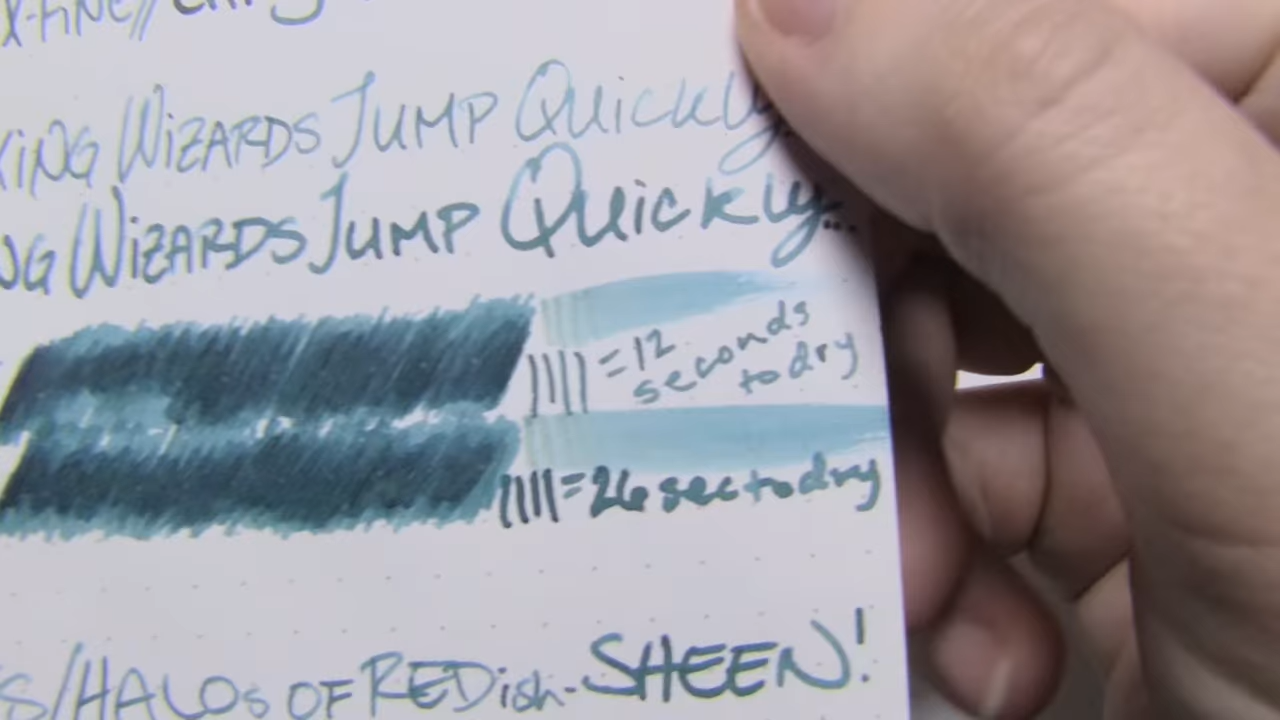 X-fine//
KING WIZARDS JUMP QUICKLY...
NG WIZARDS JUMP QUICKLY...
||||=12 seconds to dry
||||=26 sec to dry
S/HALOS OF REDish-SHEEN!